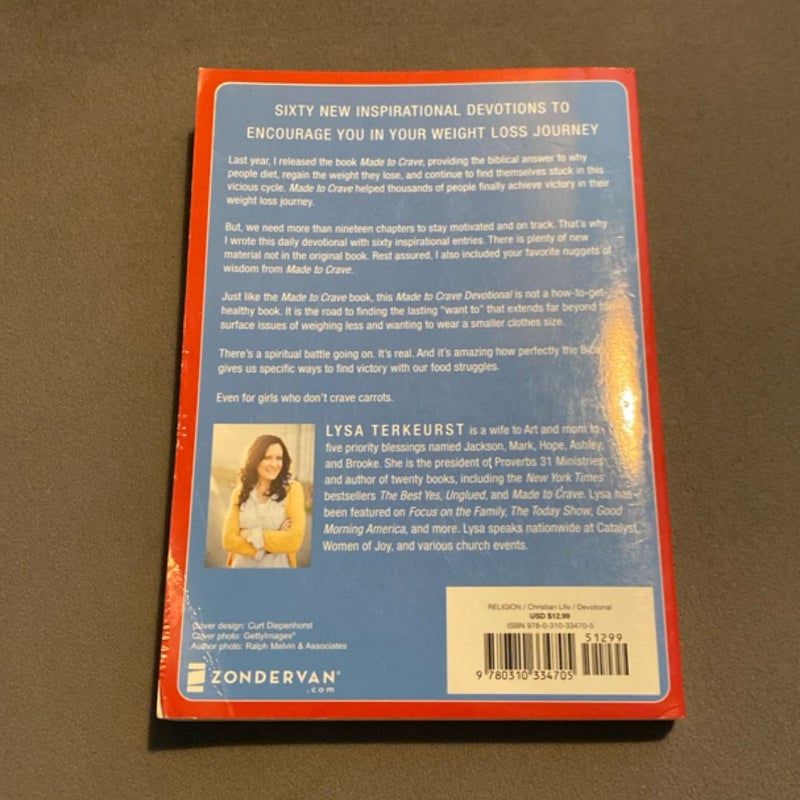 SIXTY NEW INSPIRATIONAL DEVOTIONS TO
ENCOURAGE YOU IN YOUR WEIGHT LOSS JOURNEY
Last year, I released the book Made to Crave, providing the biblical answer to why
people diet, regain the weight they lose, and continue to find themselves stuck in this
vicious cycle. Made to Crave helped thousands of people finally achieve victory in their
weight loss journey.
But, we need more than nineteen chapters to stay motivated and on track. That's why
I wrote this daily devotional with sixty inspirational entries. There is plenty of new
material not in the original book. Rest assured, I also included your favorite nuggets of
wisdom from Made to Crave.
Just like the Made to Crave book, this Made to Crave Devotional is not a how-to-get-
healthy book. It is the road to finding the lasting "want to" that extends far beyond the
surface issues of weighing less and wanting to wear a smaller clothes size.
There's a spiritual battle going on. It's real. And it's amazing how perfectly the Bible
gives us specific ways to find victory with our food struggles.
Even for girls who don't crave carrots.
LYSA TERKEURST is a wife to Art and mom to
five priority blessings named Jackson, Mark, Hope, Ashley,
and Brooke. She is the president of Proverbs 31 Ministries
and author of twenty books, including the New York Times
bestsellers The Best Yes, Unglued, and Made to Crave. Lysa has
been featured on Focus on the Family, The Today Show, Good
Morning America, and more. Lysa speaks nationwide at Catalyst,
Women of Joy, and various church events.
Cover design: Curt Diepenhorst
Cover photo: GettyImages®
Author photo: Ralph Melvin & Associates
ZONDERVAN®
.com
RELIGION / Christian Life / Devotional
USD $12.99
ISBN 978-0-310-33470-5
51299
9 780310 334705